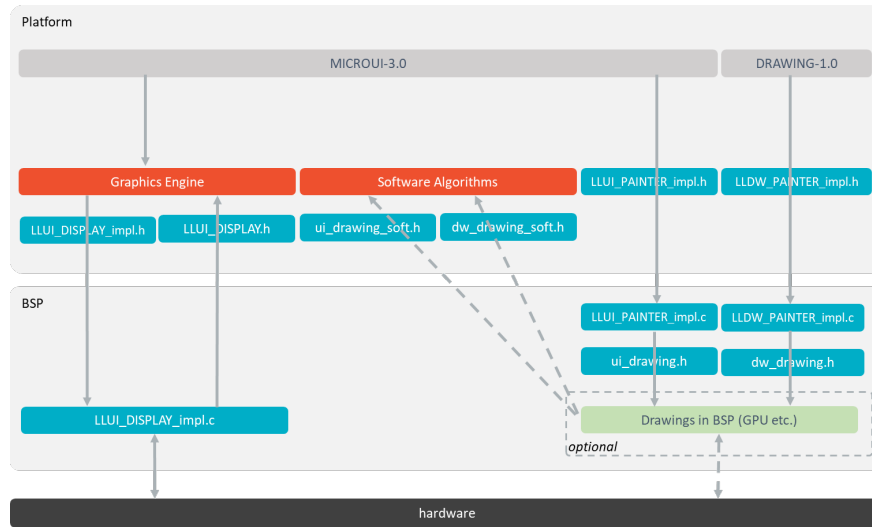 Platform
MICROUI-3.0
DRAWING-1.0
Graphics Engine
Software Algorithms
LLUI_PAINTER_impl.h
LLDW_PAINTER_impl.h
LLUI_DISPLAY_impl.h
LLUI_DISPLAY.h
ui_drawing_soft.h
dw_drawing_soft.h
BSP
LLUI_PAINTER_impl.c
LLDW_PAINTER_impl.c
ui_drawing.h
dw_drawing.h
LLUI_DISPLAY_impl.c
Drawings in BSP (GPU etc.)
optional
hardware